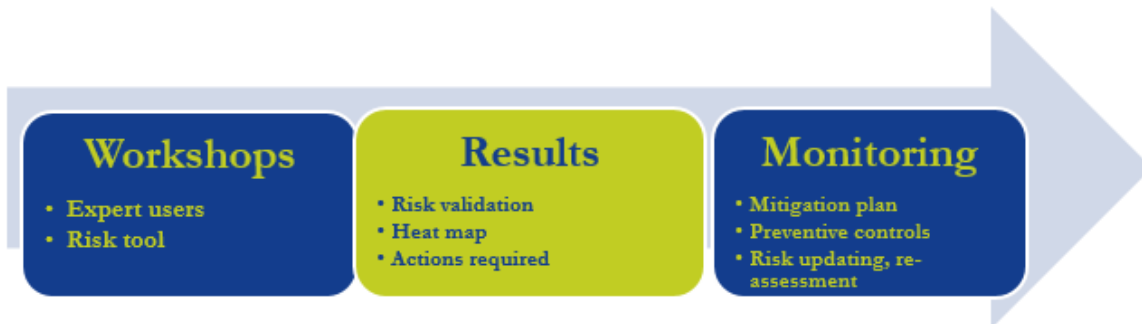 Workshops
• Expert users
• Risk tool
Results
• Risk validation
• Heat map
• Actions required
Monitoring
• Mitigation plan
• Preventive controls
• Risk updating, re-
assessment